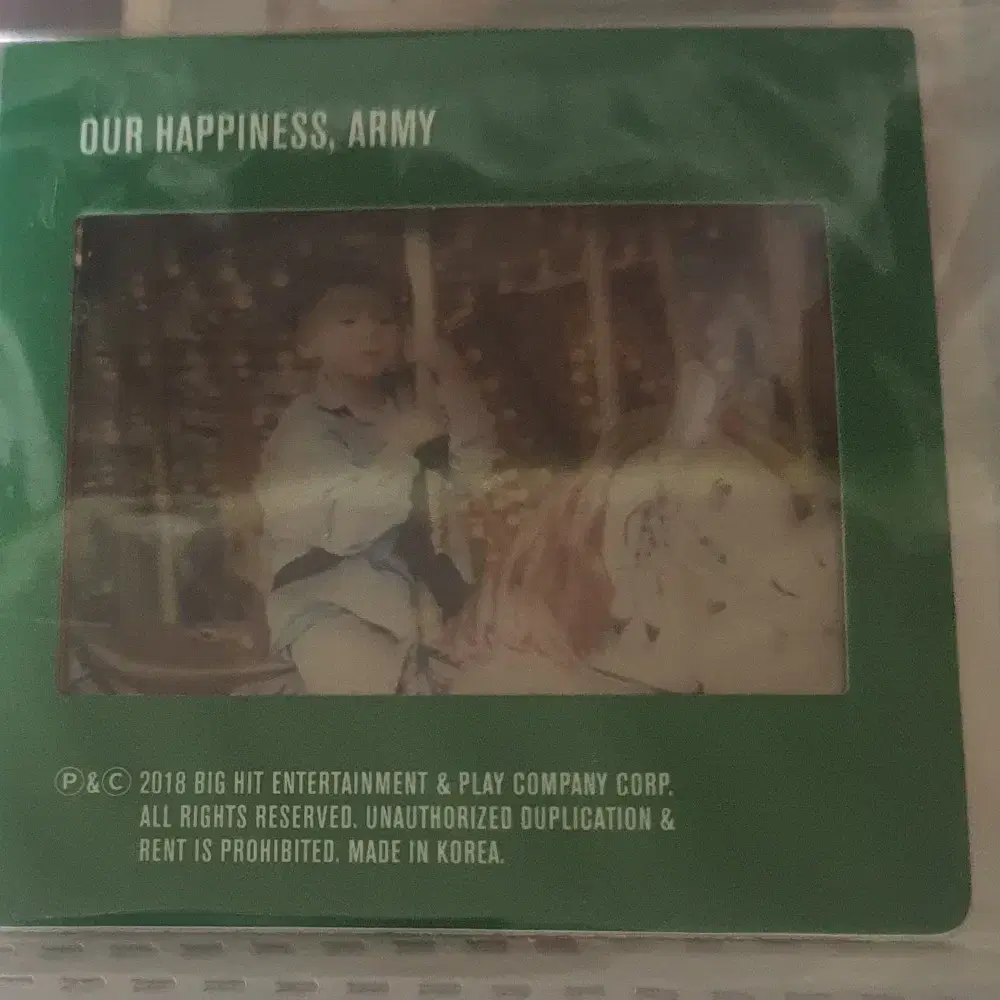 OUR HAPPINESS, ARMY
Ⓟ&Ⓒ 2018 BIG HIT ENTERTAINMENT & PLAY COMPANY CORP.
ALL RIGHTS RESERVED. UNAUTHORIZED DUPLICATION &
RENT IS PROHIBITED. MADE IN KOREA.